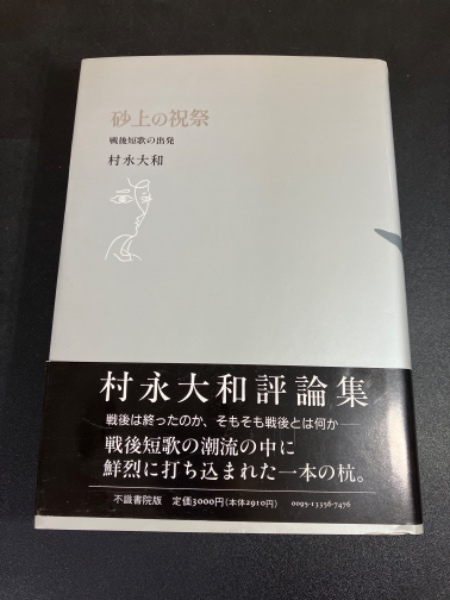 砂上の祝祭
戦後短歌の出発
村永大和
村永大和評論集
戦後は終ったのか、そもそも戦後とは何か――
戦後短歌の潮流の中に
鮮烈に打ち込まれた一本の杭。
不識書院版 定価3000円(本体2910円) 0095-13358-7476